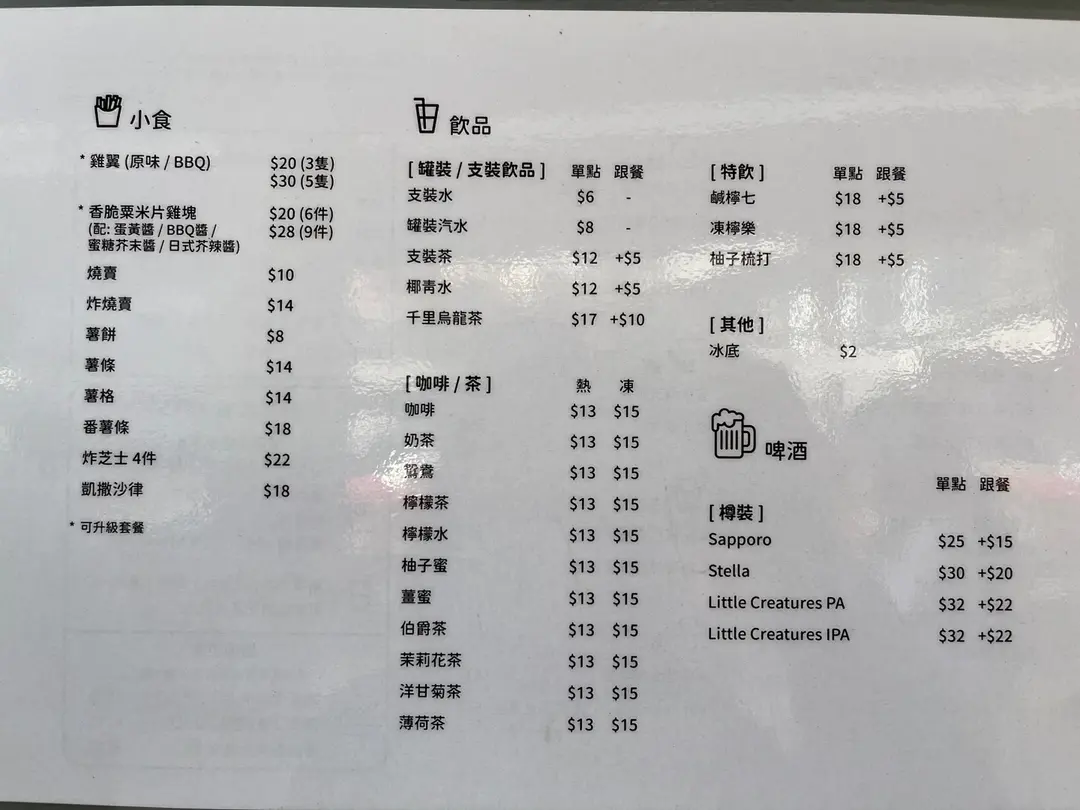 小食
* 雞翼 (原味 / BBQ) $20 (3隻)
$30 (5隻)
* 香脆粟米片雞塊 $20 (6件)
(配: 蛋黃醬 / BBQ醬 / $28 (9件)
蜜糖芥末醬 / 日式芥辣醬)
燒賣 $10
炸燒賣 $14
薯餅 $8
薯條 $14
薯格 $14
番薯條 $18
炸芝士 4件 $22
凱撒沙律 $18
* 可升級套餐
飲品
[ 罐裝 / 支裝飲品 ] 單點 跟餐
支裝水 $6 -
罐裝汽水 $8 -
支裝茶 $12 +$5
椰青水 $12 +$5
千里烏龍茶 $17 +$10
[ 咖啡 / 茶 ] 熱 凍
咖啡 $13 $15
奶茶 $13 $15
鴛鴦 $13 $15
檸檬茶 $13 $15
檸檬水 $13 $15
柚子蜜 $13 $15
薑蜜 $13 $15
伯爵茶 $13 $15
茉莉花茶 $13 $15
洋甘菊茶 $13 $15
薄荷茶 $13 $15
[ 特飲 ] 單點 跟餐
鹹檸七 $18 +$5
凍檸樂 $18 +$5
柚子梳打 $18 +$5
[ 其他 ]
冰底 $2
啤酒
單點 跟餐
[ 樽裝 ]
Sapporo $25 +$15
Stella $30 +$20
Little Creatures PA $32 +$22
Little Creatures IPA $32 +$22